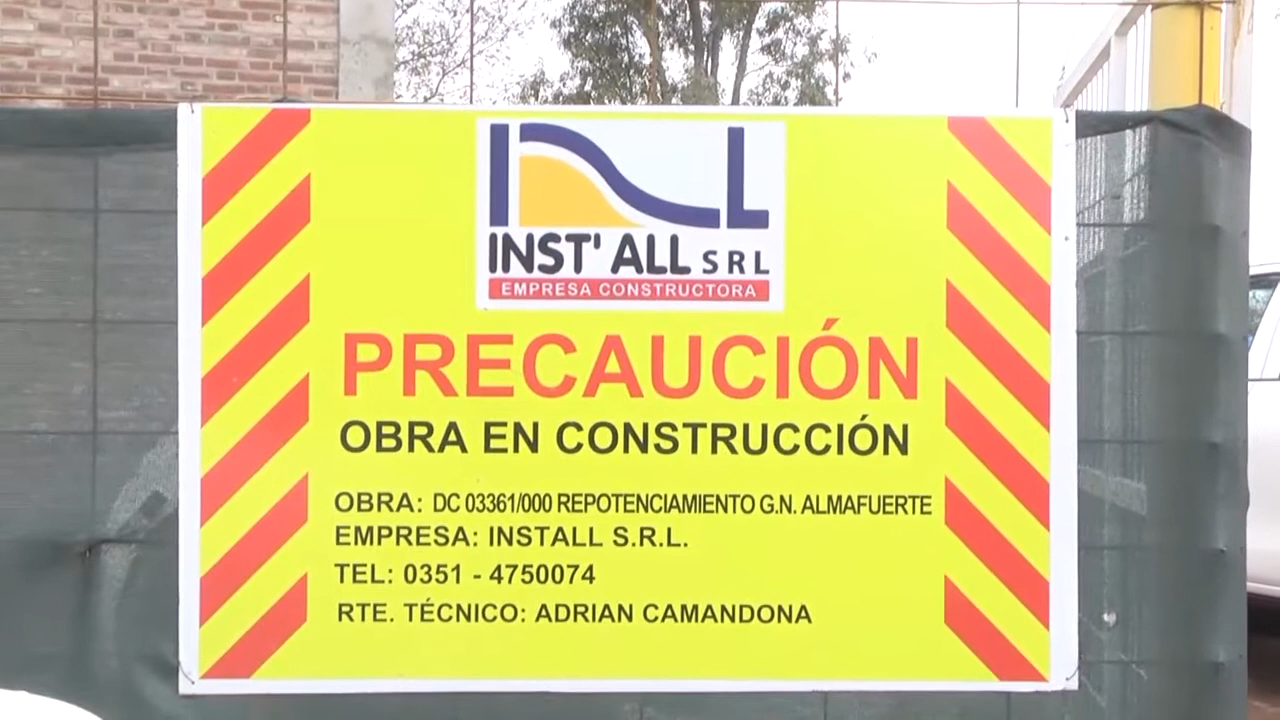 INST' ALL SRL
EMPRESA CONSTRUCTORA
PRECAUCIÓN
OBRA EN CONSTRUCCIÓN
OBRA: DC 03361/000 REPOTENCIAMIENTO G.N. ALMAFUERTE
EMPRESA: INSTALL S.R.L.
TEL: 0351 - 4750074
RTE. TÉCNICO: ADRIAN CAMANDONA